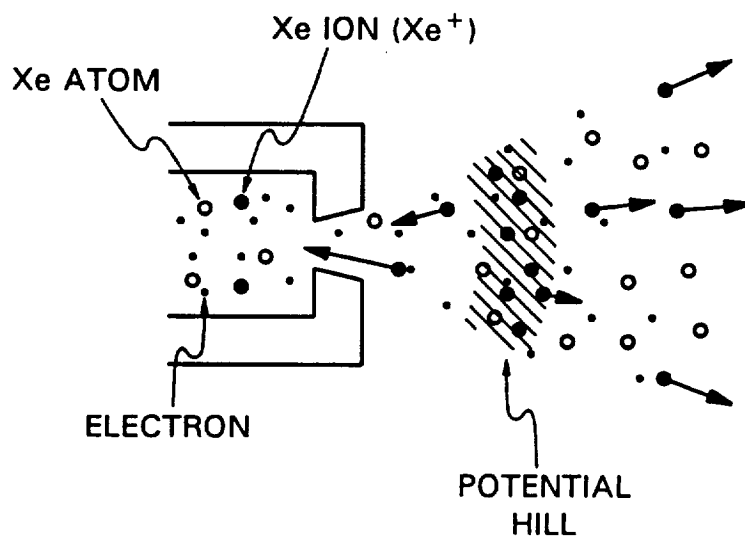 Xe ION (Xe⁺)
Xe ATOM
ELECTRON
POTENTIAL
HILL